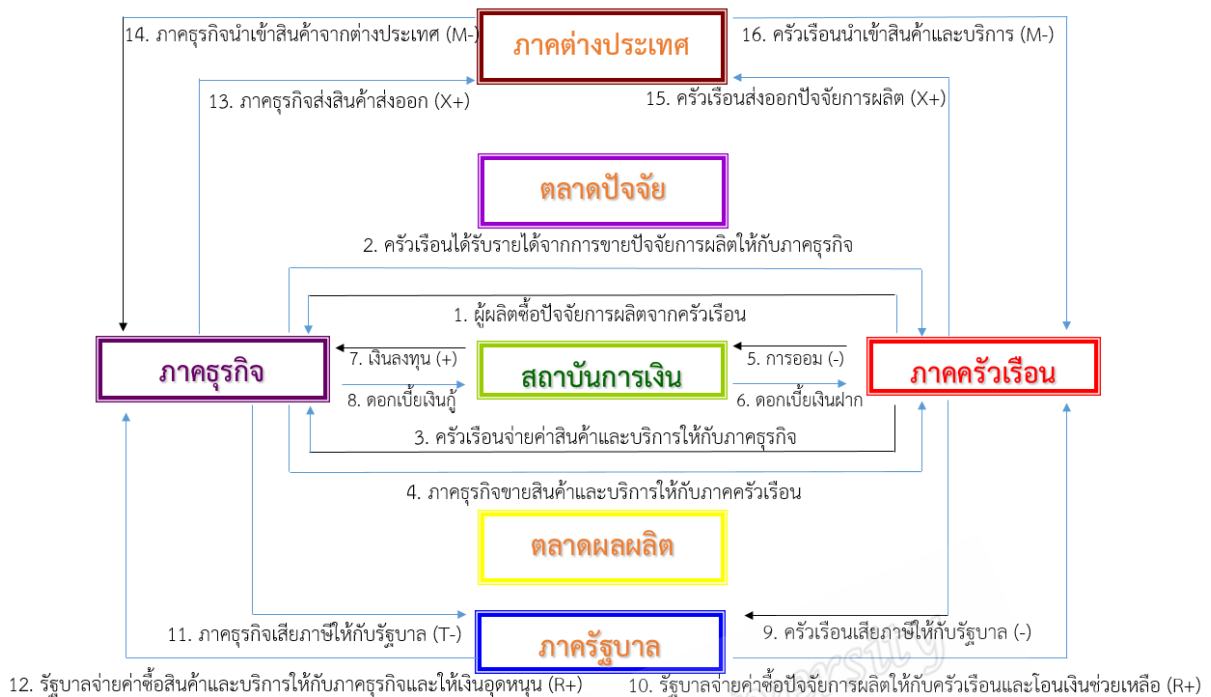 14. ภาคธุรกิจนำเข้าสินค้าจากต่างประเทศ (M-)
ภาคต่างประเทศ
16. ครัวเรือนนำเข้าสินค้าและบริการ (M-)
13. ภาคธุรกิจส่งสินค้าส่งออก (X+)
15. ครัวเรือนส่งออกปัจจัยการผลิต (X+)
ตลาดปัจจัย
2. ครัวเรือนได้รับรายได้จากการขายปัจจัยการผลิตให้กับภาคธุรกิจ
1. ผู้ผลิตซื้อปัจจัยการผลิตจากครัวเรือน
ภาคธุรกิจ
7. เงินลงทุน (+)
สถาบันการเงิน
5. การออม (-)
ภาคครัวเรือน
8. ดอกเบี้ยเงินกู้
6. ดอกเบี้ยเงินฝาก
3. ครัวเรือนจ่ายค่าสินค้าและบริการให้กับภาคธุรกิจ
4. ภาคธุรกิจขายสินค้าและบริการให้กับภาคครัวเรือน
ตลาดผลผลิต
11. ภาคธุรกิจเสียภาษีให้กับรัฐบาล (T-)
ภาครัฐบาล
9. ครัวเรือนเสียภาษีให้กับรัฐบาล (-)
12. รัฐบาลจ่ายค่าซื้อสินค้าและบริการให้กับภาคธุรกิจและให้เงินอุดหนุน (R+)
10. รัฐบาลจ่ายค่าซื้อปัจจัยการผลิตให้กับครัวเรือนและโอนเงินช่วยเหลือ (R+)